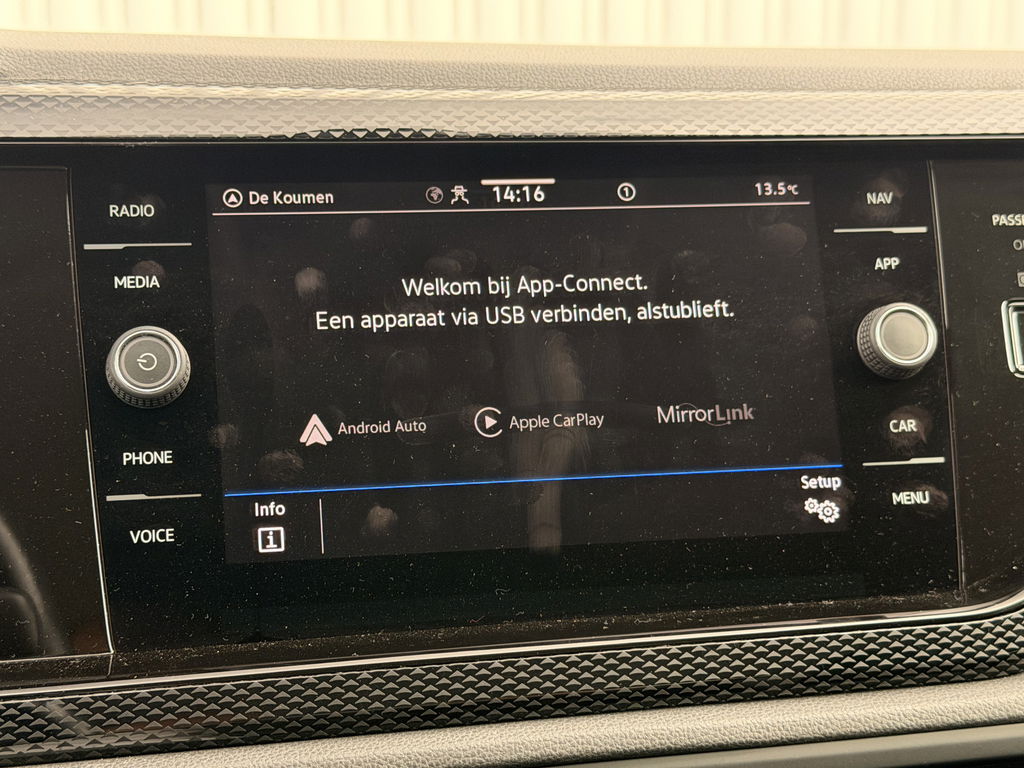 De Koumen 14:16 1 13.5°C
RADIO
MEDIA
PHONE
VOICE
Welkom bij App-Connect.
Een apparaat via USB verbinden, alstublieft.
Android Auto Apple CarPlay MirrorLink
Info
i
Setup
NAV
APP
CAR
MENU